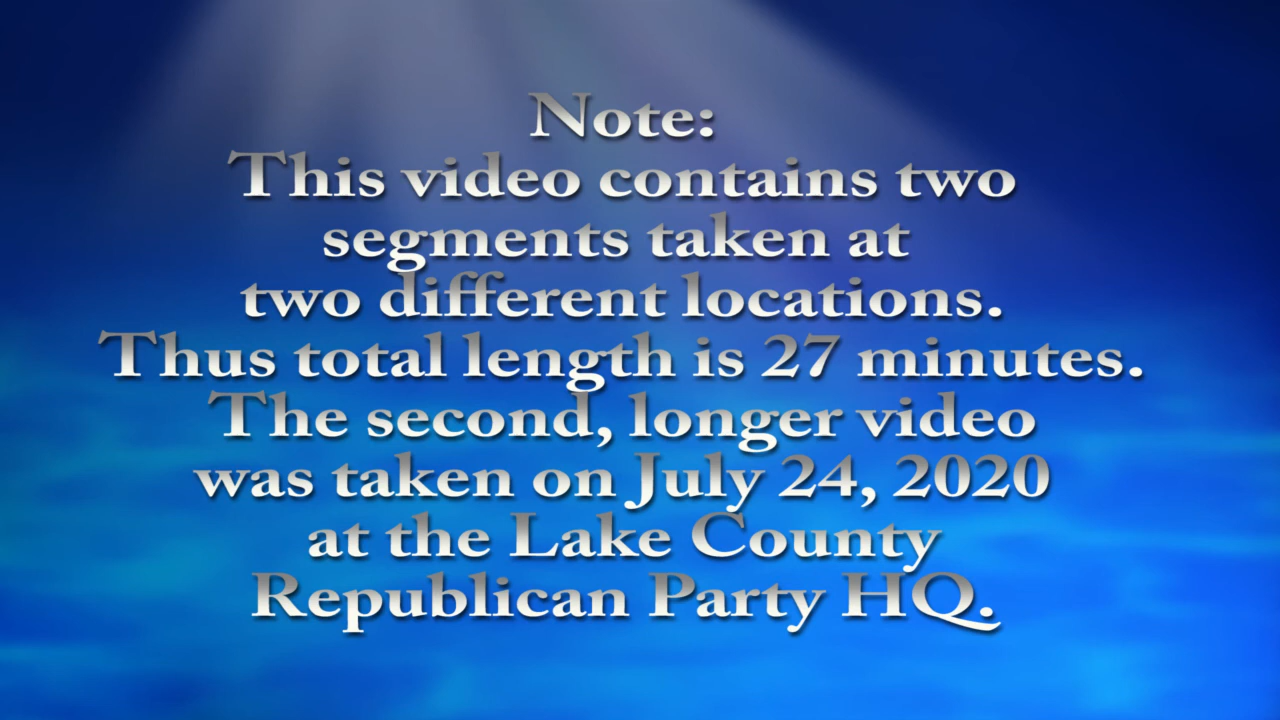 Note:
This video contains two
segments taken at
two different locations.
Thus total length is 27 minutes.
The second, longer video
was taken on July 24, 2020
at the Lake County
Republican Party HQ.